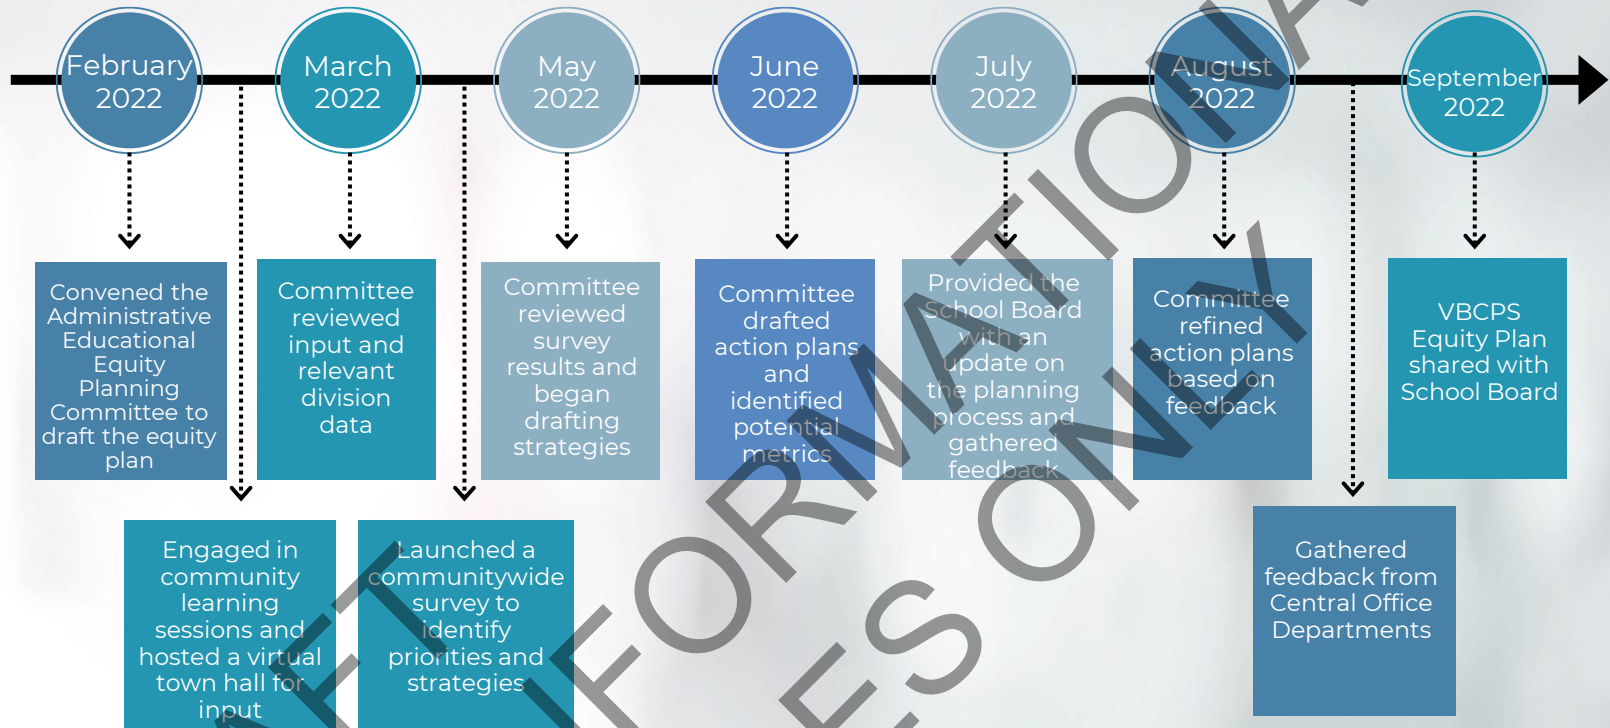 February
2022
March
2022
May
2022
June
2022
July
2022
August
2022
September
2022
Convened the
Administrative
Educational
Equity
Planning
Committee to
draft the equity
plan
Committee
reviewed
input and
relevant
division
data
Committee
reviewed
survey
results and
began
drafting
strategies
Committee
drafted
action plans
and
identified
potential
metrics
Provided the
School Board
with an
update on
the planning
process and
gathered
feedback
Committee
refined
action plans
based on
feedback
VBCPS
Equity Plan
shared with
School Board
Engaged in
community
learning
sessions and
hosted a virtual
town hall for
input
Launched a
communitywide
survey to
identify
priorities and
strategies
Gathered
feedback from
Central Office
Departments
ONLY